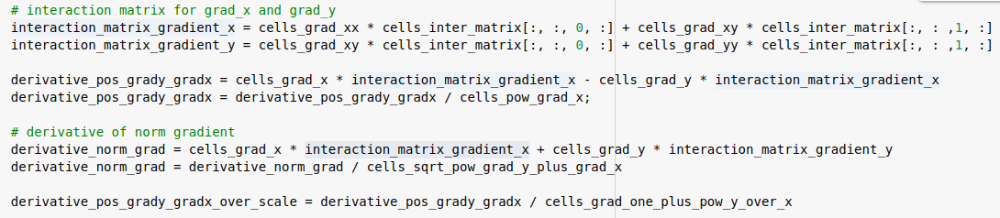 # interaction matrix for grad_x and grad_y
interaction_matrix_gradient_x = cells_grad_xx * cells_inter_matrix[:, :, 0, :] + cells_grad_xy * cells_inter_matrix[:, : ,1, :]
interaction_matrix_gradient_y = cells_grad_xy * cells_inter_matrix[:, :, 0, :] + cells_grad_yy * cells_inter_matrix[:, : ,1, :]
derivative_pos_grady_gradx = cells_grad_x * interaction_matrix_gradient_x - cells_grad_y * interaction_matrix_gradient_x
derivative_pos_grady_gradx = derivative_pos_grady_gradx / cells_pow_grad_x;
# derivative of norm gradient
derivative_norm_grad = cells_grad_x * interaction_matrix_gradient_x + cells_grad_y * interaction_matrix_gradient_y
derivative_norm_grad = derivative_norm_grad / cells_sqrt_pow_grad_y_plus_grad_x
derivative_pos_grady_gradx_over_scale = derivative_pos_grady_gradx / cells_grad_one_plus_pow_y_over_x